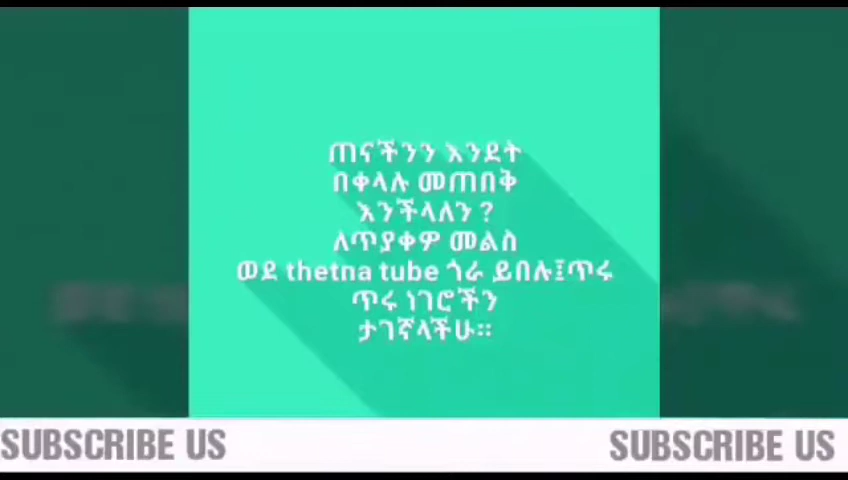 ጠናችንን እንደት
በቀላሉ መጠበቅ
እንችላለን ?
ለጥያቀዎ መልስ
ወደ thetna tube ጎራ ይበሉ፤ጥሩ
ጥሩ ነገሮችን
ታገኛላችሁ።
SUBSCRIBE US SUBSCRIBE US